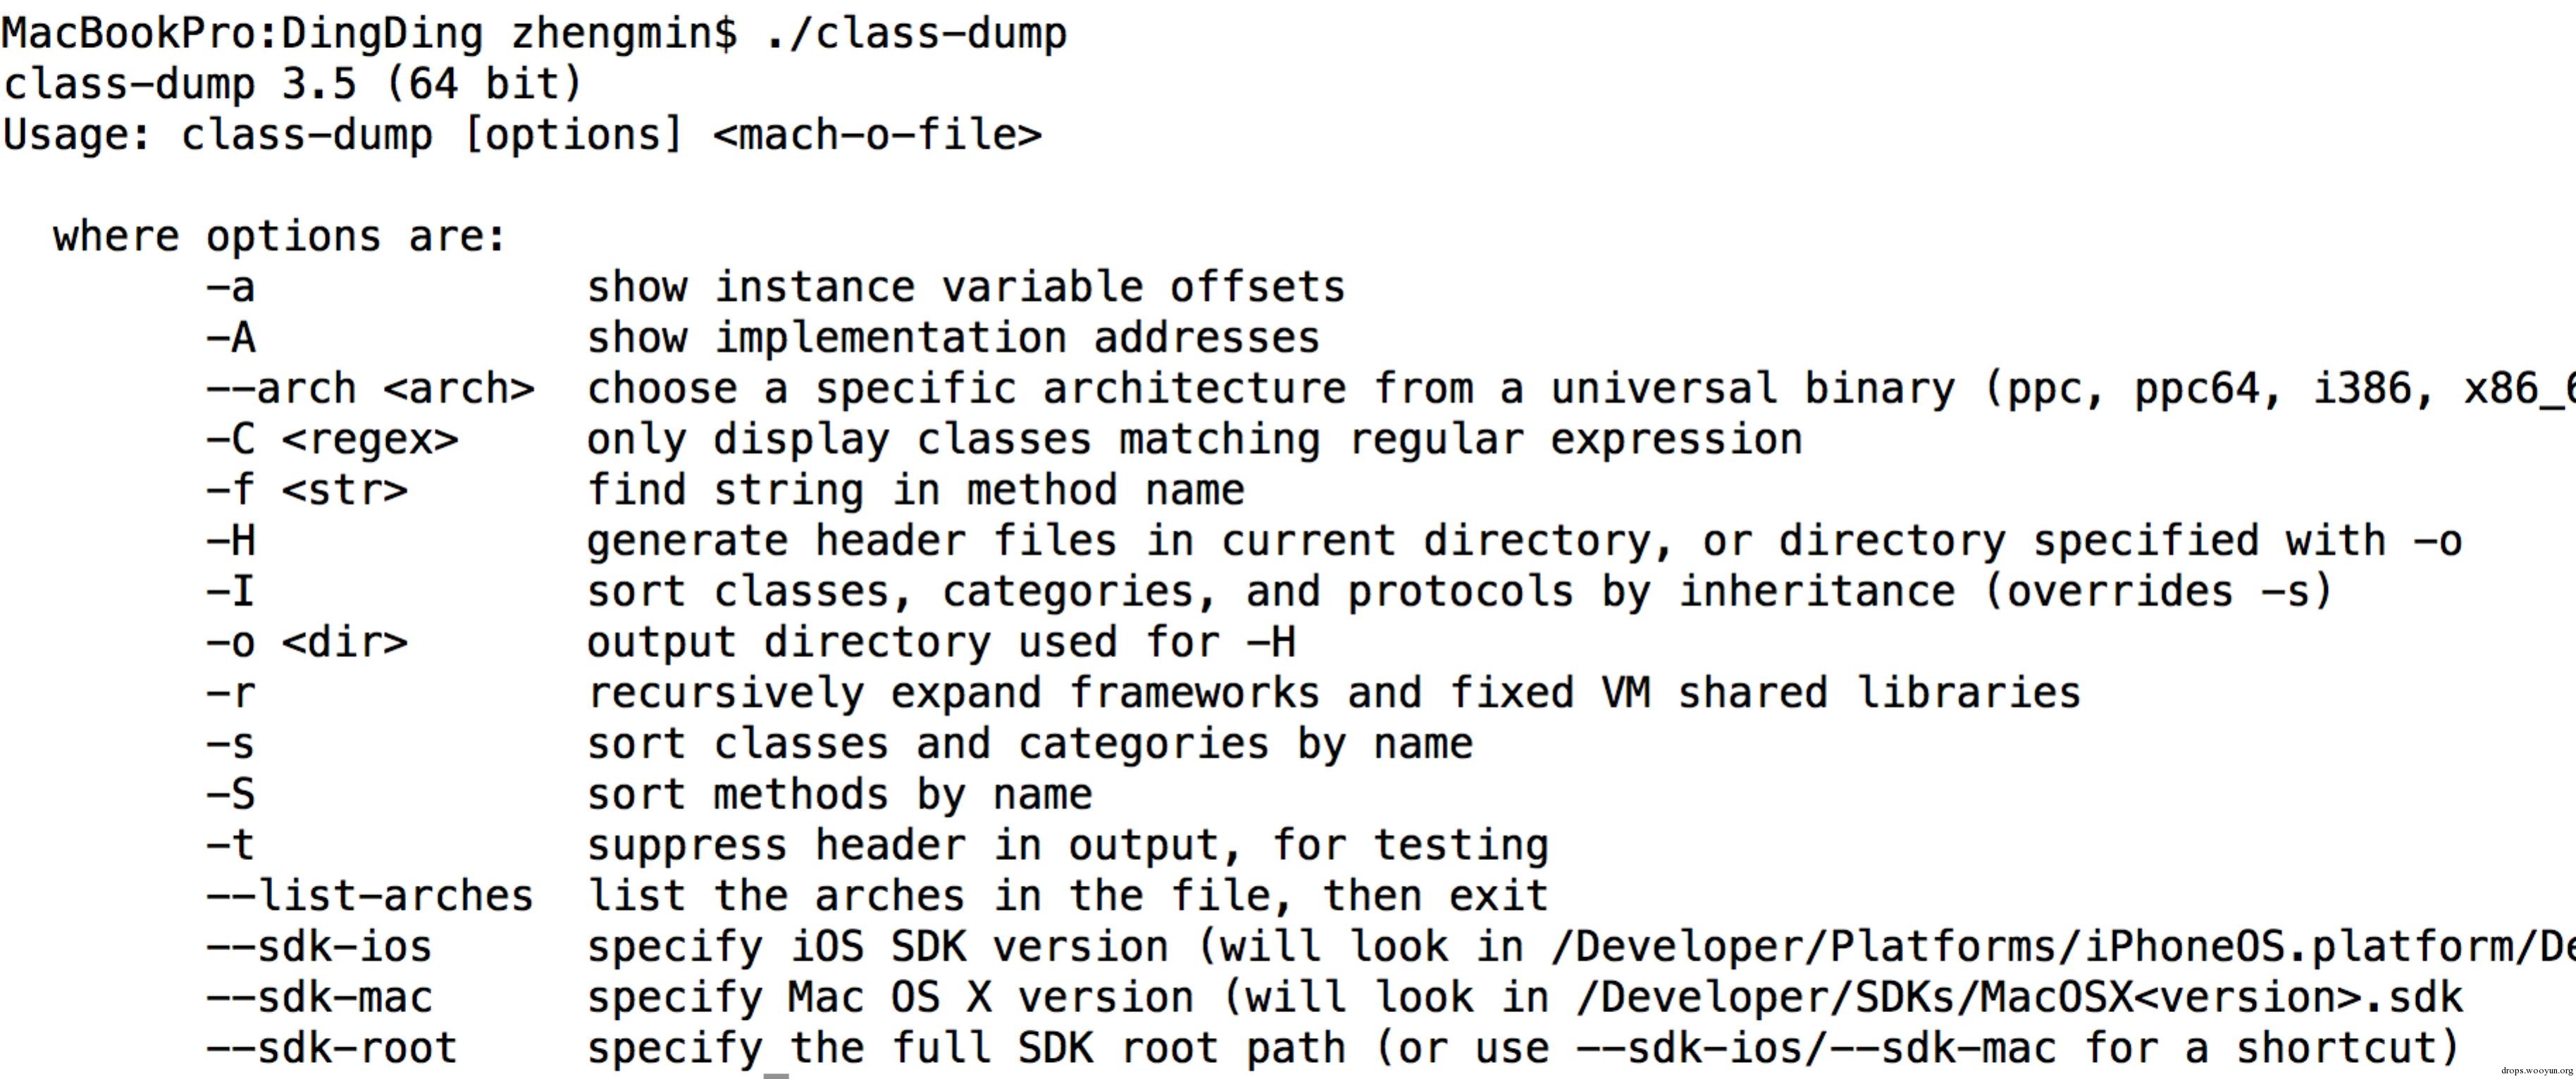 MacBookPro:DingDing zhengmin$ ./class-dump
class-dump 3.5 (64 bit)
Usage: class-dump [options] <mach-o-file>
where options are:
-a show instance variable offsets
-A show implementation addresses
--arch <arch> choose a specific architecture from a universal binary (ppc, ppc64, i386, x86_6
-C <regex> only display classes matching regular expression
-f <str> find string in method name
-H generate header files in current directory, or directory specified with -o
-I sort classes, categories, and protocols by inheritance (overrides -s)
-o <dir> output directory used for -H
-r recursively expand frameworks and fixed VM shared libraries
-s sort classes and categories by name
-S sort methods by name
-t suppress header in output, for testing
--list-arches list the arches in the file, then exit
--sdk-ios specify iOS SDK version (will look in /Developer/Platforms/iPhoneOS.platform/De
--sdk-mac specify Mac OS X version (will look in /Developer/SDKs/MacOSX<version>.sdk
--sdk-root specify the full SDK root path (or use --sdk-ios/--sdk-mac for a shortcut)
drops.wooyun.org